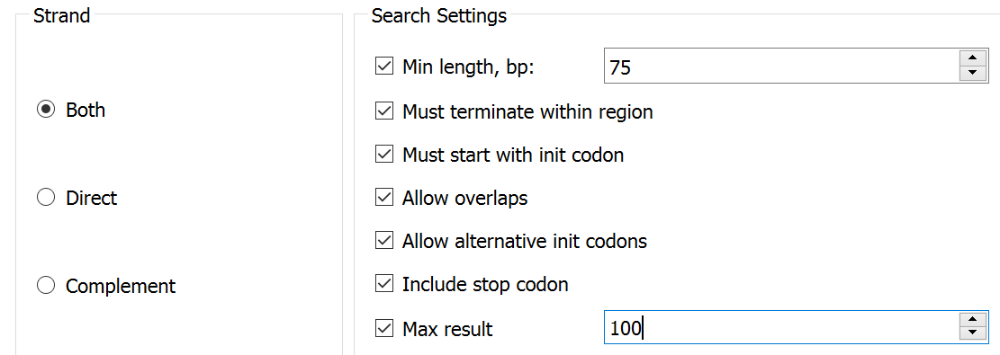 Strand
Both
Direct
Complement
Search Settings
Min length, bp: 75
Must terminate within region
Must start with init codon
Allow overlaps
Allow alternative init codons
Include stop codon
Max result 100